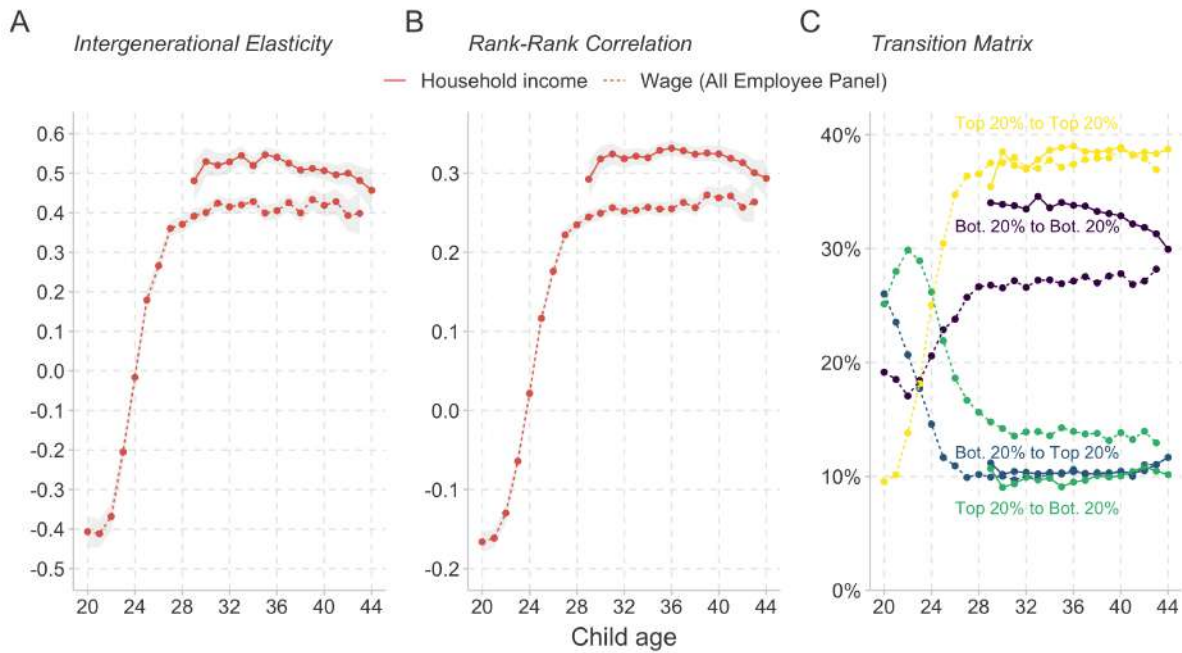 A
Intergenerational Elasticity
B
Rank-Rank Correlation
C
Transition Matrix
Household income
Wage (All Employee Panel)
0.6
0.5
0.4
0.3
0.2
0.1
0.0
-0.1
-0.2
-0.3
-0.4
-0.5
20 24 28 32 36 40 44
0.3
0.2
0.1
0.0
-0.1
-0.2
20 24 28 32 36 40 44
Child age
40%
30%
20%
10%
0%
Top 20% to Top 20%
Bot. 20% to Bot. 20%
Bot. 20% to Top 20%
Top 20% to Bot. 20%
20 24 28 32 36 40 44